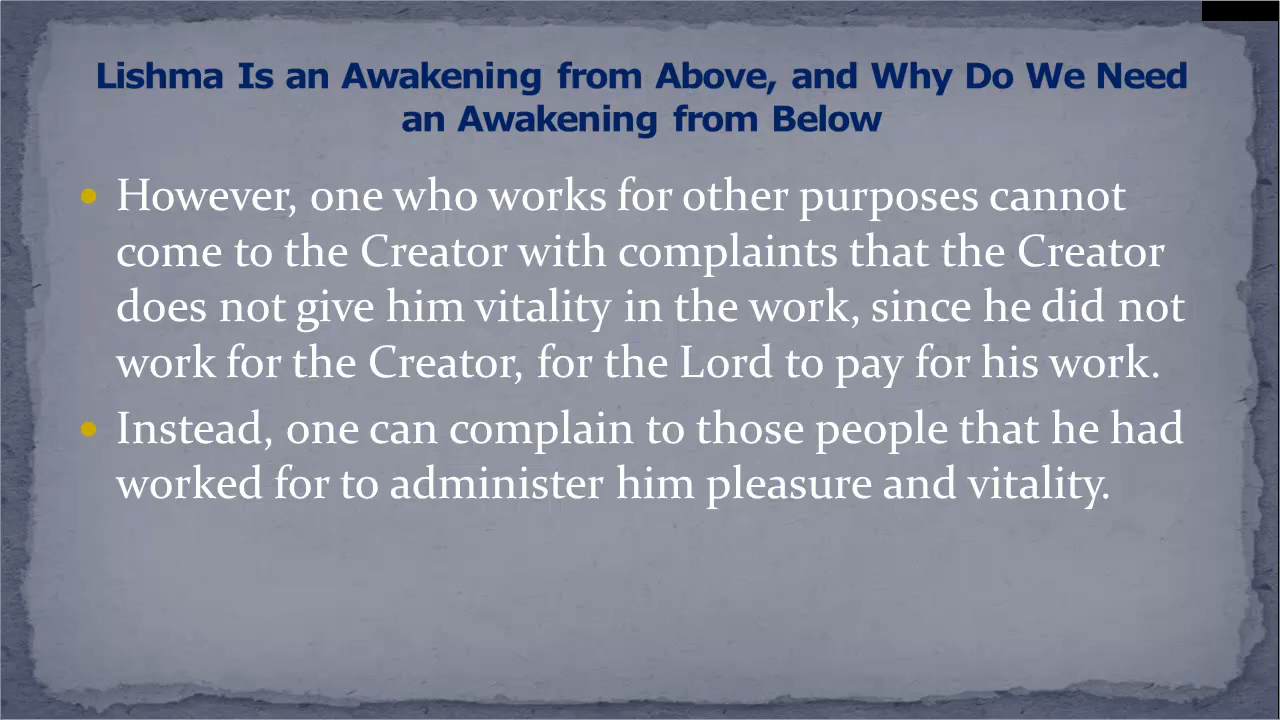 Lishma Is an Awakening from Above, and Why Do We Need
an Awakening from Below
• However, one who works for other purposes cannot
come to the Creator with complaints that the Creator
does not give him vitality in the work, since he did not
work for the Creator, for the Lord to pay for his work.
• Instead, one can complain to those people that he had
worked for to administer him pleasure and vitality.